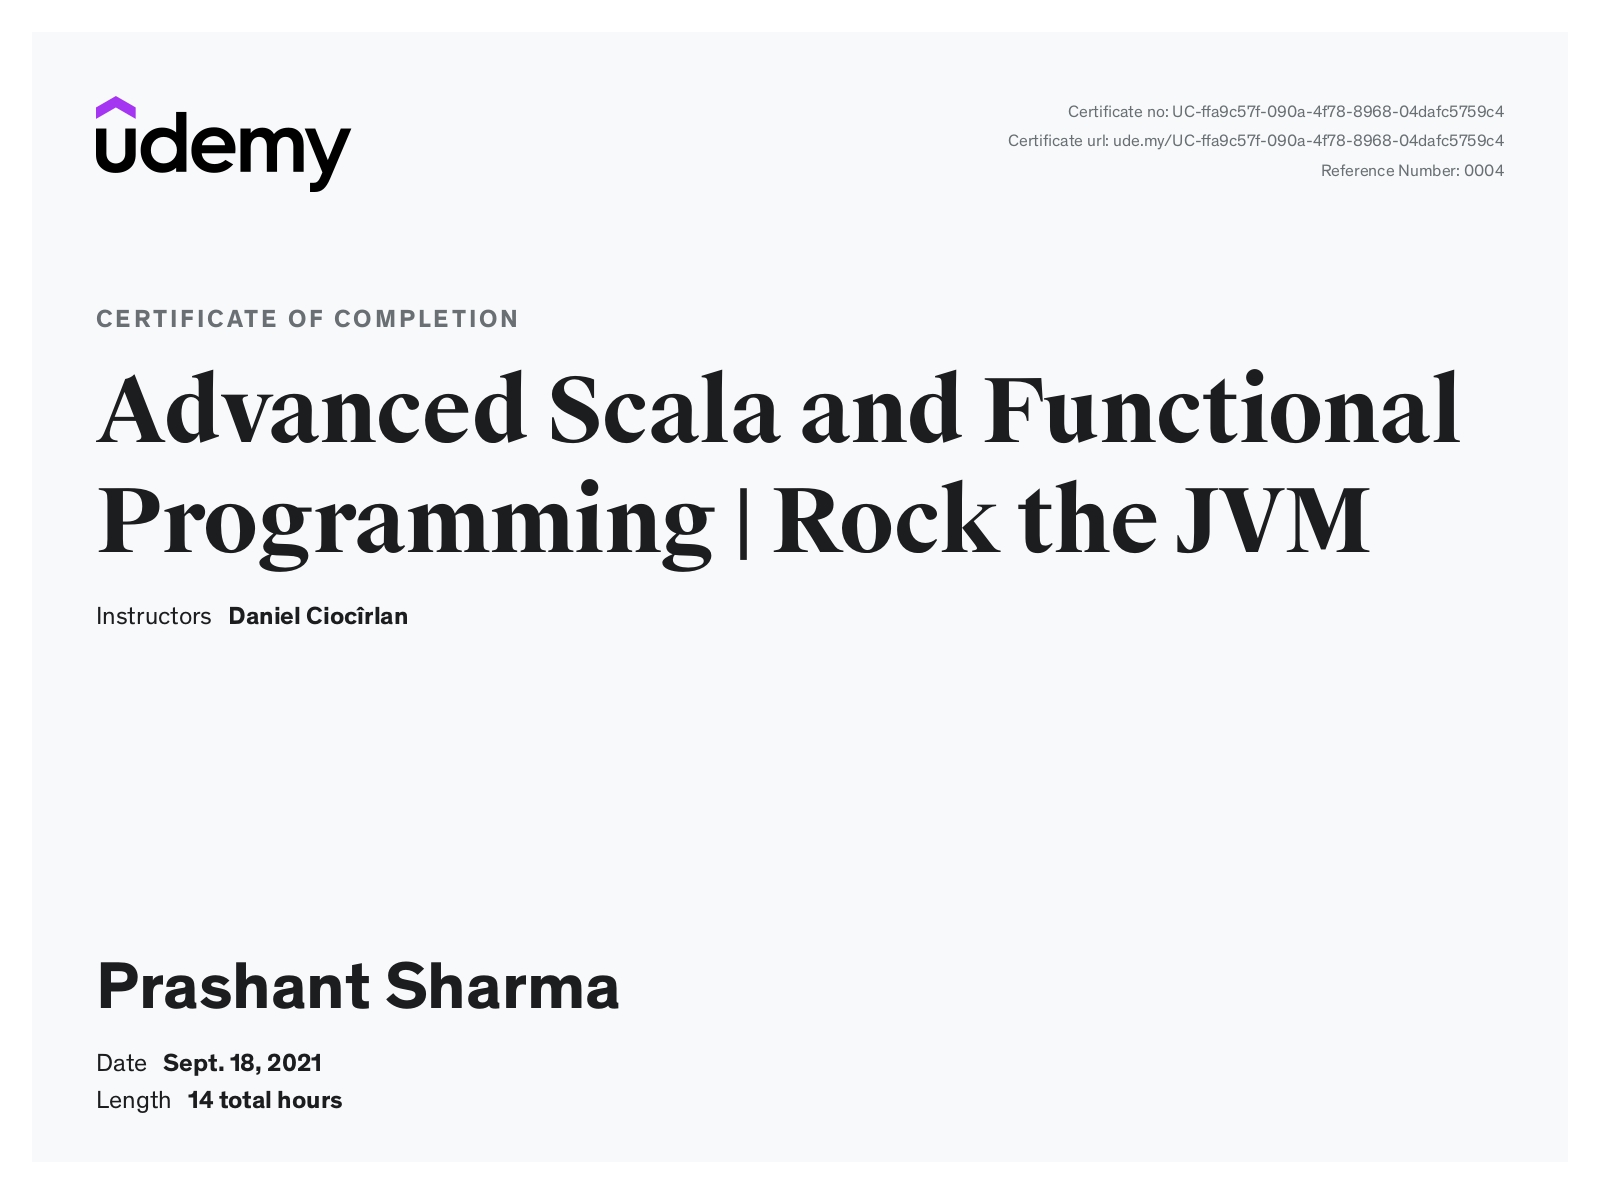 udemy
Certificate no: UC-ffa9c57f-090a-4f78-8968-04dafc5759c4
Certificate url: ude.my/UC-ffa9c57f-090a-4f78-8968-04dafc5759c4
Reference Number: 0004
CERTIFICATE OF COMPLETION
Advanced Scala and Functional
Programming | Rock the JVM
Instructors Daniel Ciocîrlan
Prashant Sharma
Date Sept. 18, 2021
Length 14 total hours